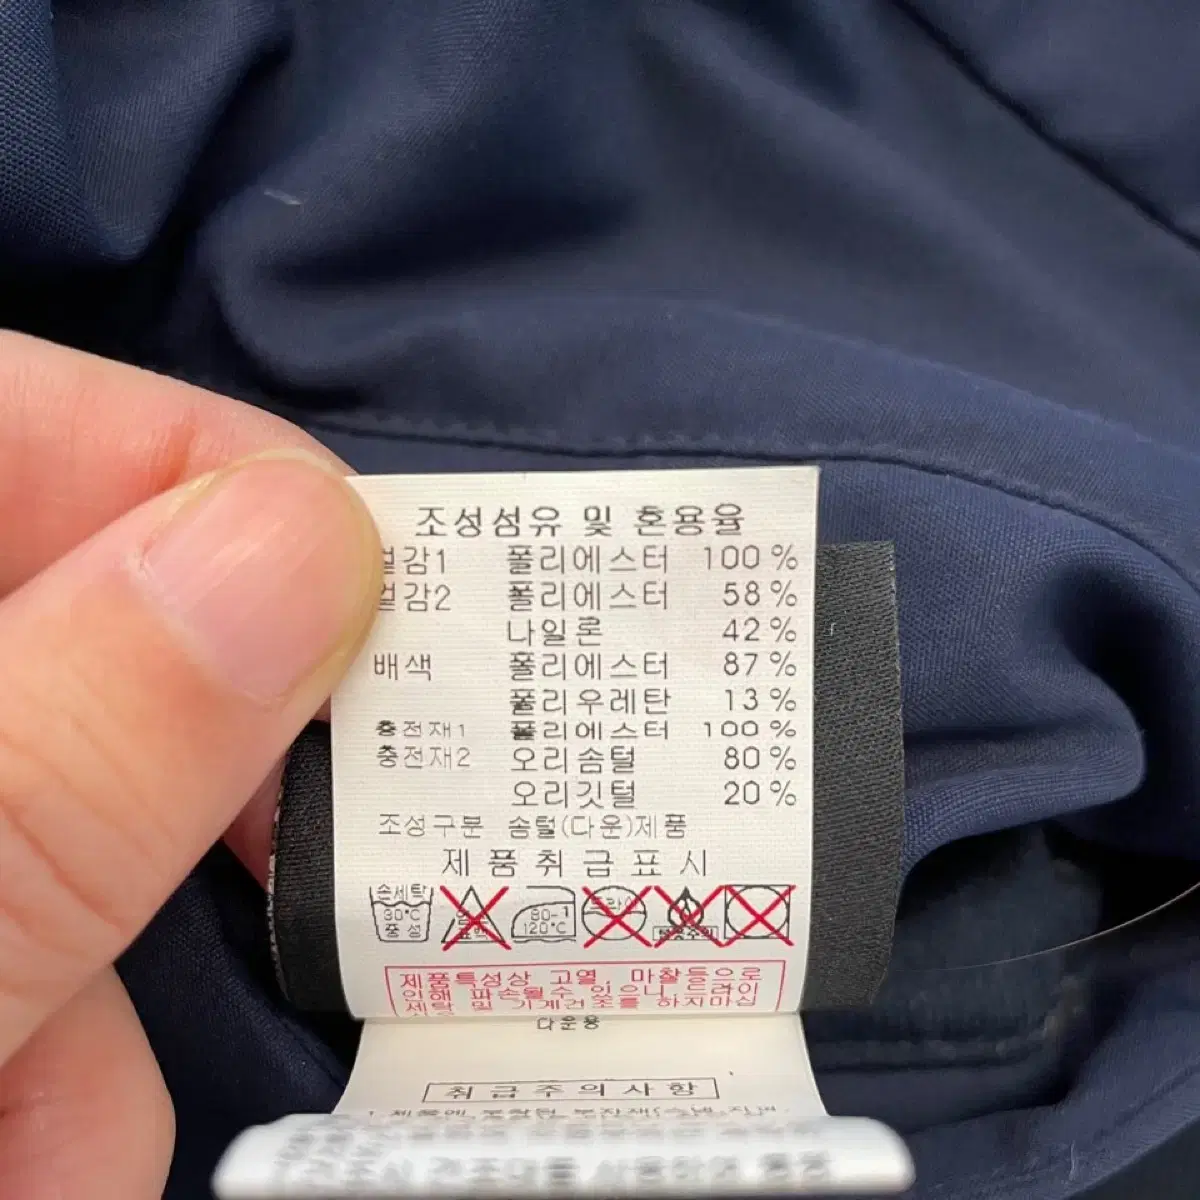 조성섬유 및 혼용율
겉감1 폴리에스터 100 %
겉감2 폴리에스터 58 %
나일론 42 %
배색 폴리에스터 87 %
폴리우레탄 13 %
충전재1 폴리에스터 100 %
충전재2 오리솜털 80 %
오리깃털 20 %
조성구분 솜털(다운)제품
제품취급표시
손세탁
30°C
중성
80-
120°C
드라이
제품특성상 고열, 마찰등으로
인해 파손될수 있으니 드라이
세탁 및 기계건조를 하지마십
다운용
취급주의사항